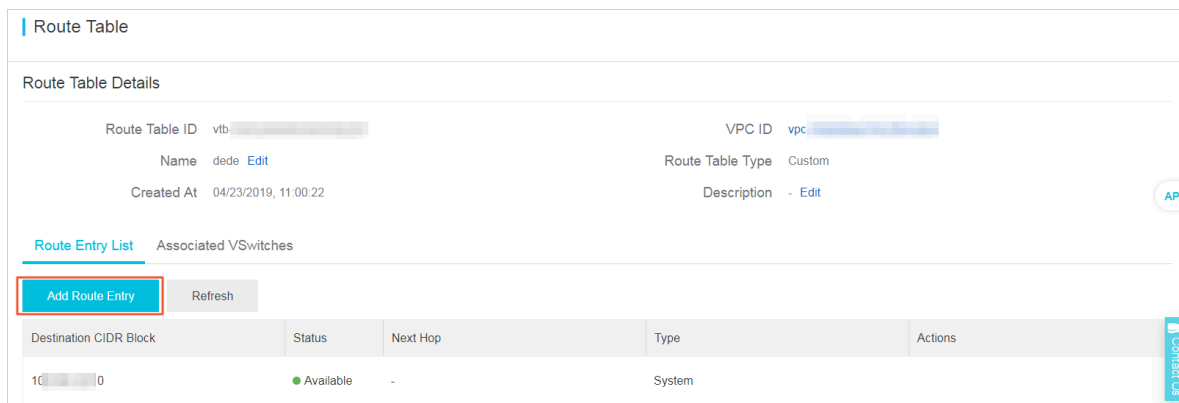 Route Table
Route Table Details
Route Table ID vtb-
VPC ID vpc
Name dede Edit
Route Table Type Custom
Created At 04/23/2019, 11:00:22
Description - Edit
AP
Route Entry List Associated VSwitches
Add Route Entry Refresh
Destination CIDR Block Status Next Hop Type Actions
10 0 Available - System
Contact Us